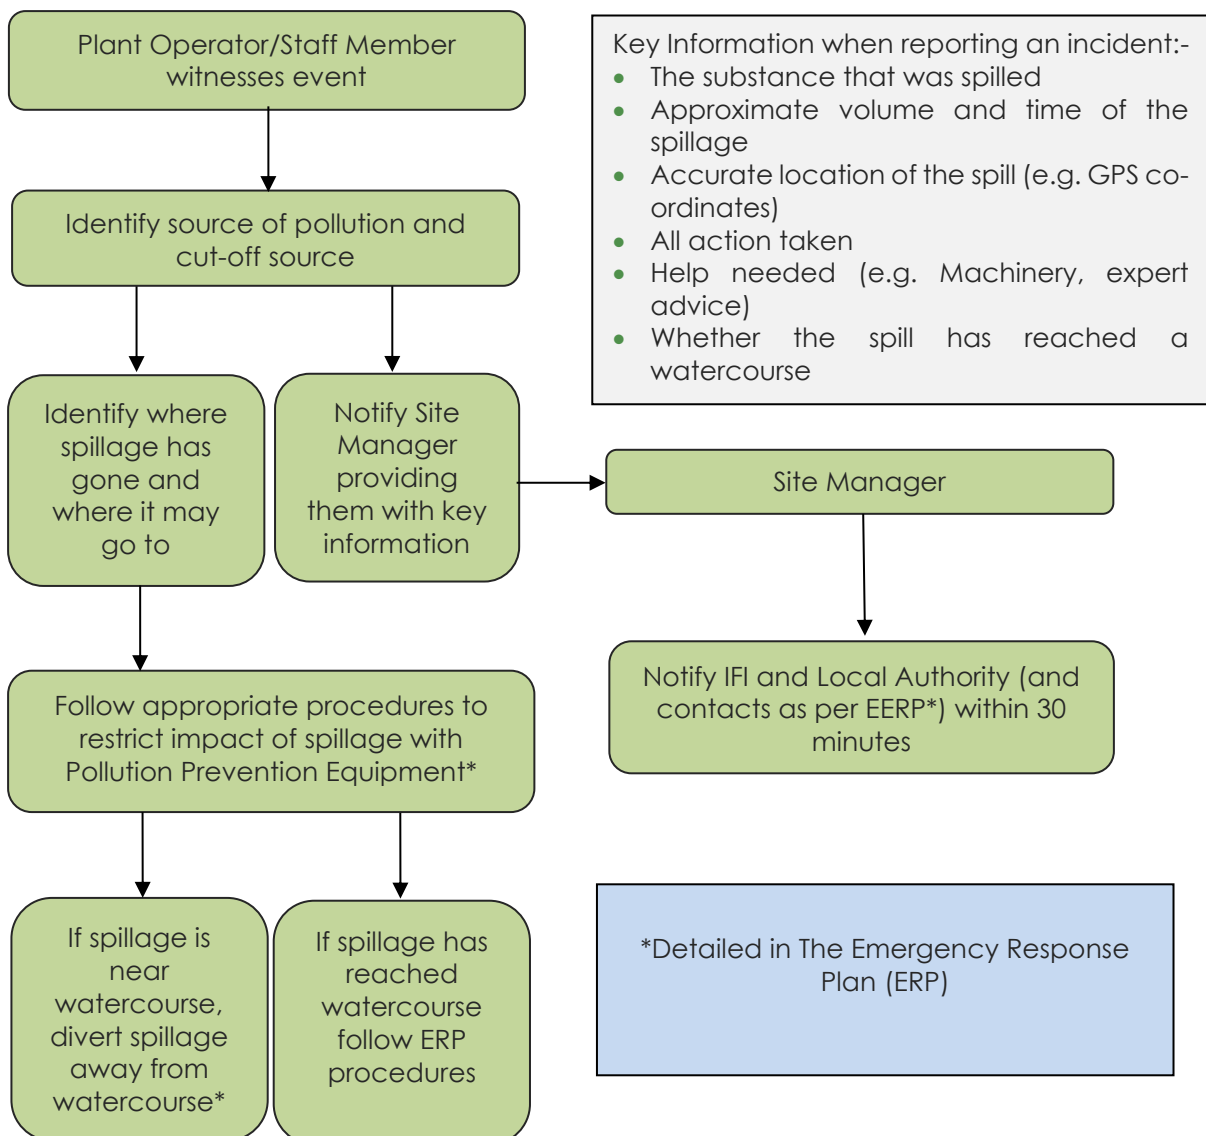 Plant Operator/Staff Member
witnesses event
Key Information when reporting an incident:-
• The substance that was spilled
• Approximate volume and time of the
spillage
• Accurate location of the spill (e.g. GPS co-
ordinates)
• All action taken
• Help needed (e.g. Machinery, expert
advice)
• Whether the spill has reached a
watercourse
Identify source of pollution and
cut-off source
Identify where
spillage has
gone and
where it may
go to
Notify Site
Manager
providing
them with key
information
Site Manager
Notify IFI and Local Authority (and
contacts as per EERP*) within 30
minutes
Follow appropriate procedures to
restrict impact of spillage with
Pollution Prevention Equipment*
If spillage is
near
watercourse,
divert spillage
away from
watercourse*
If spillage has
reached
watercourse
follow ERP
procedures
*Detailed in The Emergency Response
Plan (ERP)